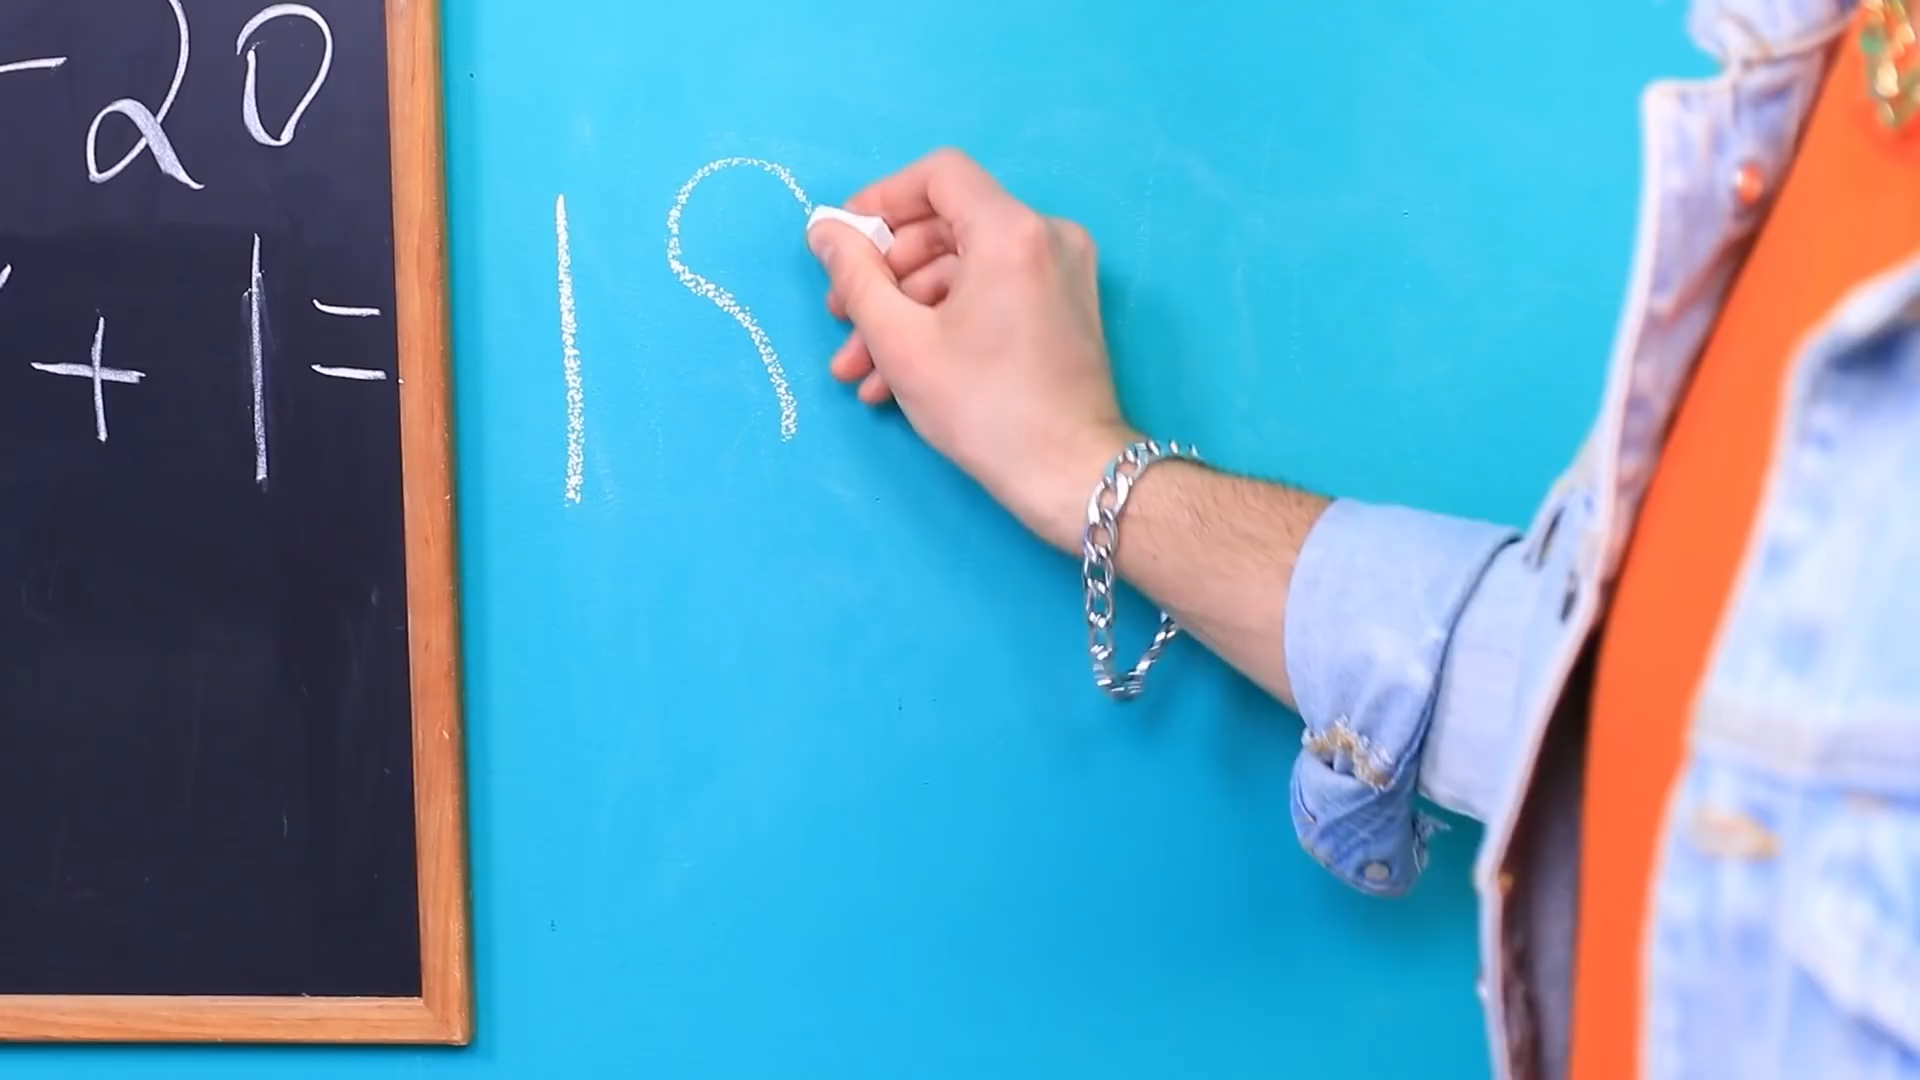 -20
+ 1 =
1